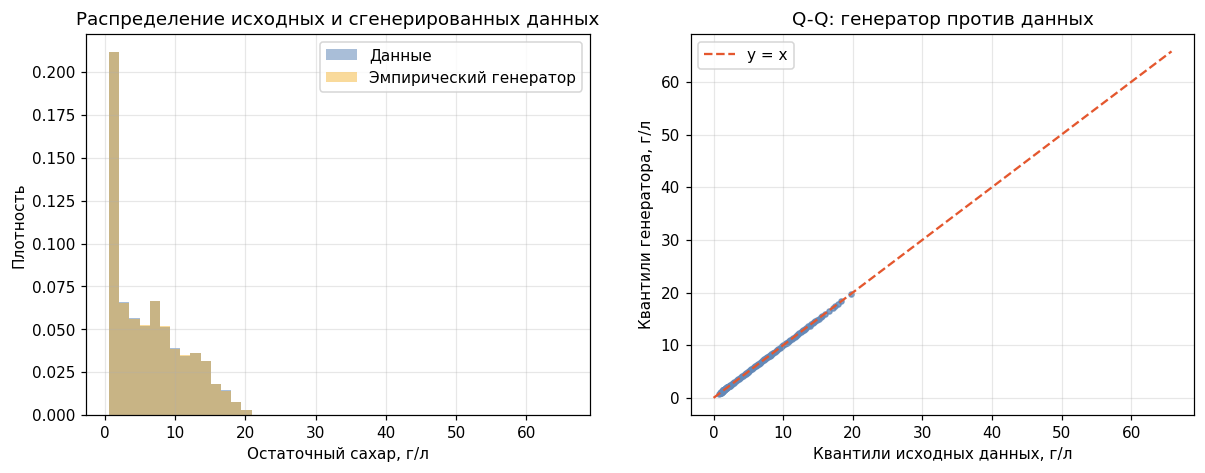 Распределение исходных и сгенерированных данных
Данные
Эмпирический генератор
0.200
0.175
0.150
0.125
0.100
0.075
0.050
0.025
0.000
Плотность
0 10 20 30 40 50 60
Остаточный сахар, г/л
Q-Q: генератор против данных
y = x
60
50
40
30
20
10
0
Квантили генератора, г/л
0 10 20 30 40 50 60
Квантили исходных данных, г/л